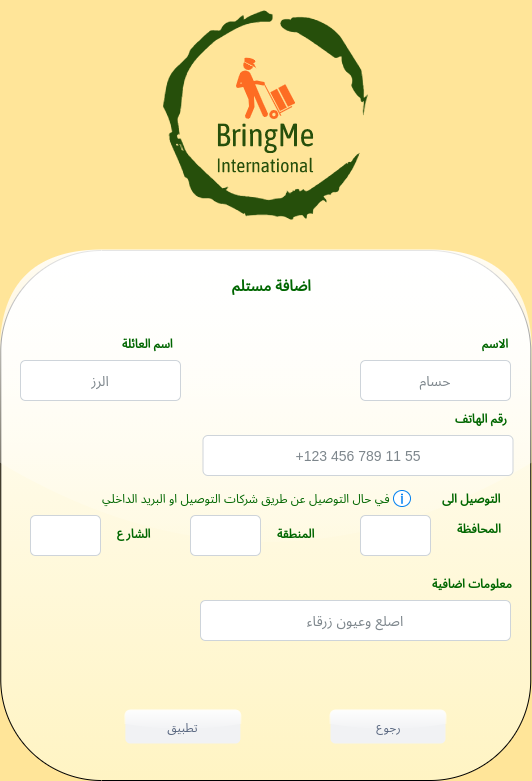 BringMe
International
اضافة مستلم
الاسم
اسم العائلة
حسام
الرز
رقم الهاتف
+123 456 789 11 55
التوصيل الى
في حال التوصيل عن طريق شركات التوصيل او البريد الداخلي
المحافظة
المنطقة
الشارع
معلومات اضافية
اصلع وعيون زرقاء
رجوع
تطبيق